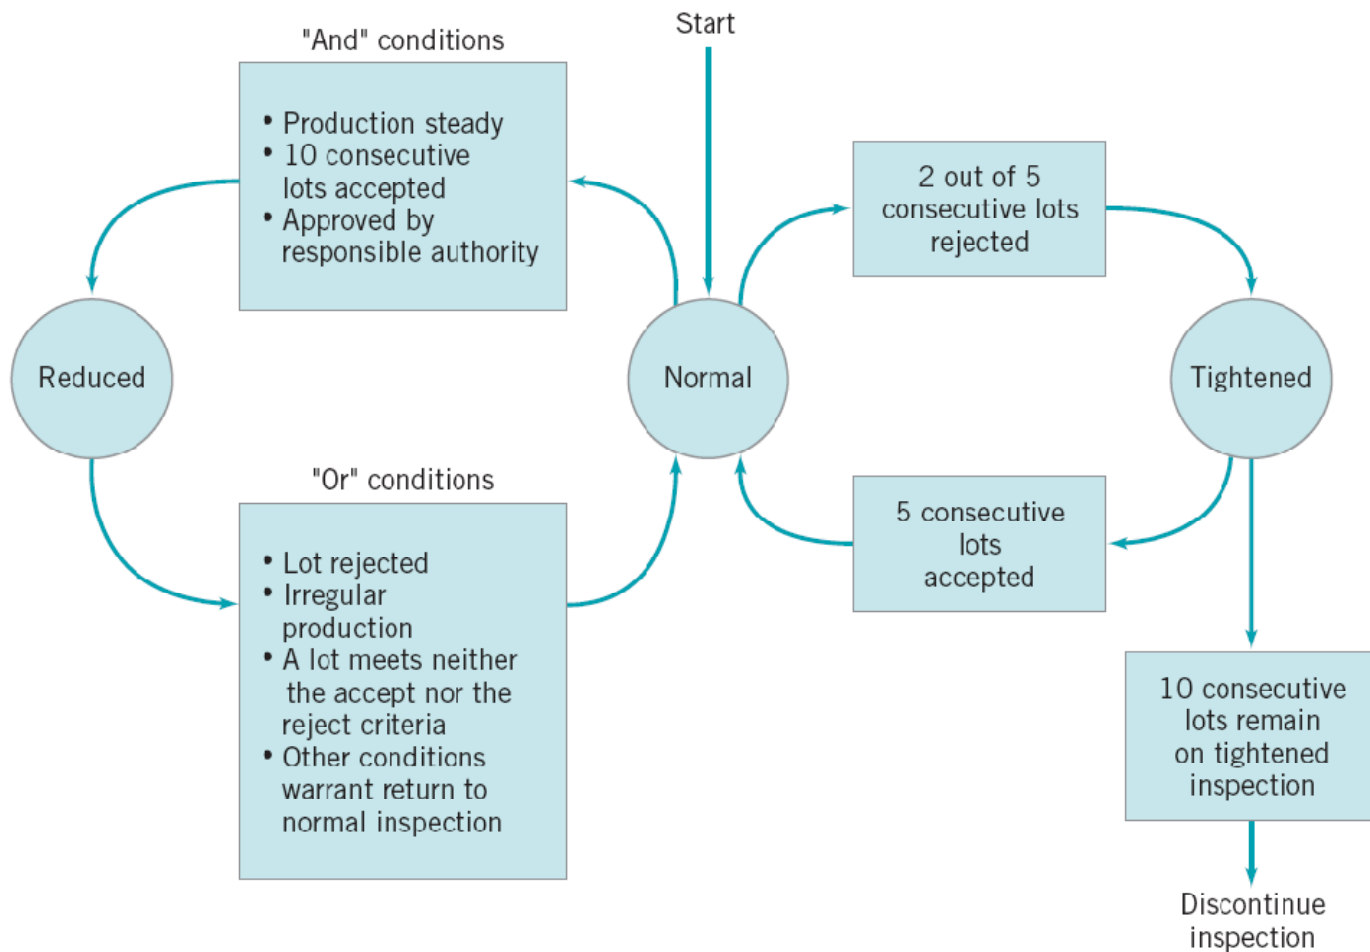 Start
"And" conditions
• Production steady
• 10 consecutive
lots accepted
• Approved by
responsible authority
2 out of 5
consecutive lots
rejected
Reduced
Normal
Tightened
"Or" conditions
• Lot rejected
• Irregular
production
• A lot meets neither
the accept nor the
reject criteria
• Other conditions
warrant return to
normal inspection
5 consecutive
lots
accepted
10 consecutive
lots remain
on tightened
inspection
Discontinue
inspection